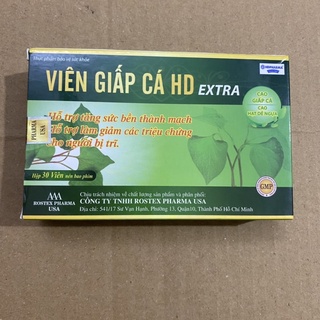 Thực phẩm bảo vệ sức khỏe
VIÊN GIẤP CÁ HD EXTRA
CAO
GIẤP CÁ
CAO
HẠT DẺ NGỰA
Hỗ trợ tăng sức bền thành mạch
Hỗ trợ làm giảm các triệu chứng
cho người bị trĩ.
PHARMA
USA
Hộp 30 Viên nén bao phim
GMP
AAA
ROSTEX PHARMA
USA
Chịu trách nhiệm về chất lượng sản phẩm và phân phối:
CÔNG TY TNHH ROSTEX PHARMA USA
Địa chỉ: 541/17 Sư Vạn Hạnh, Phường 13, Quận10, Thành Phố Hồ Chí Minh